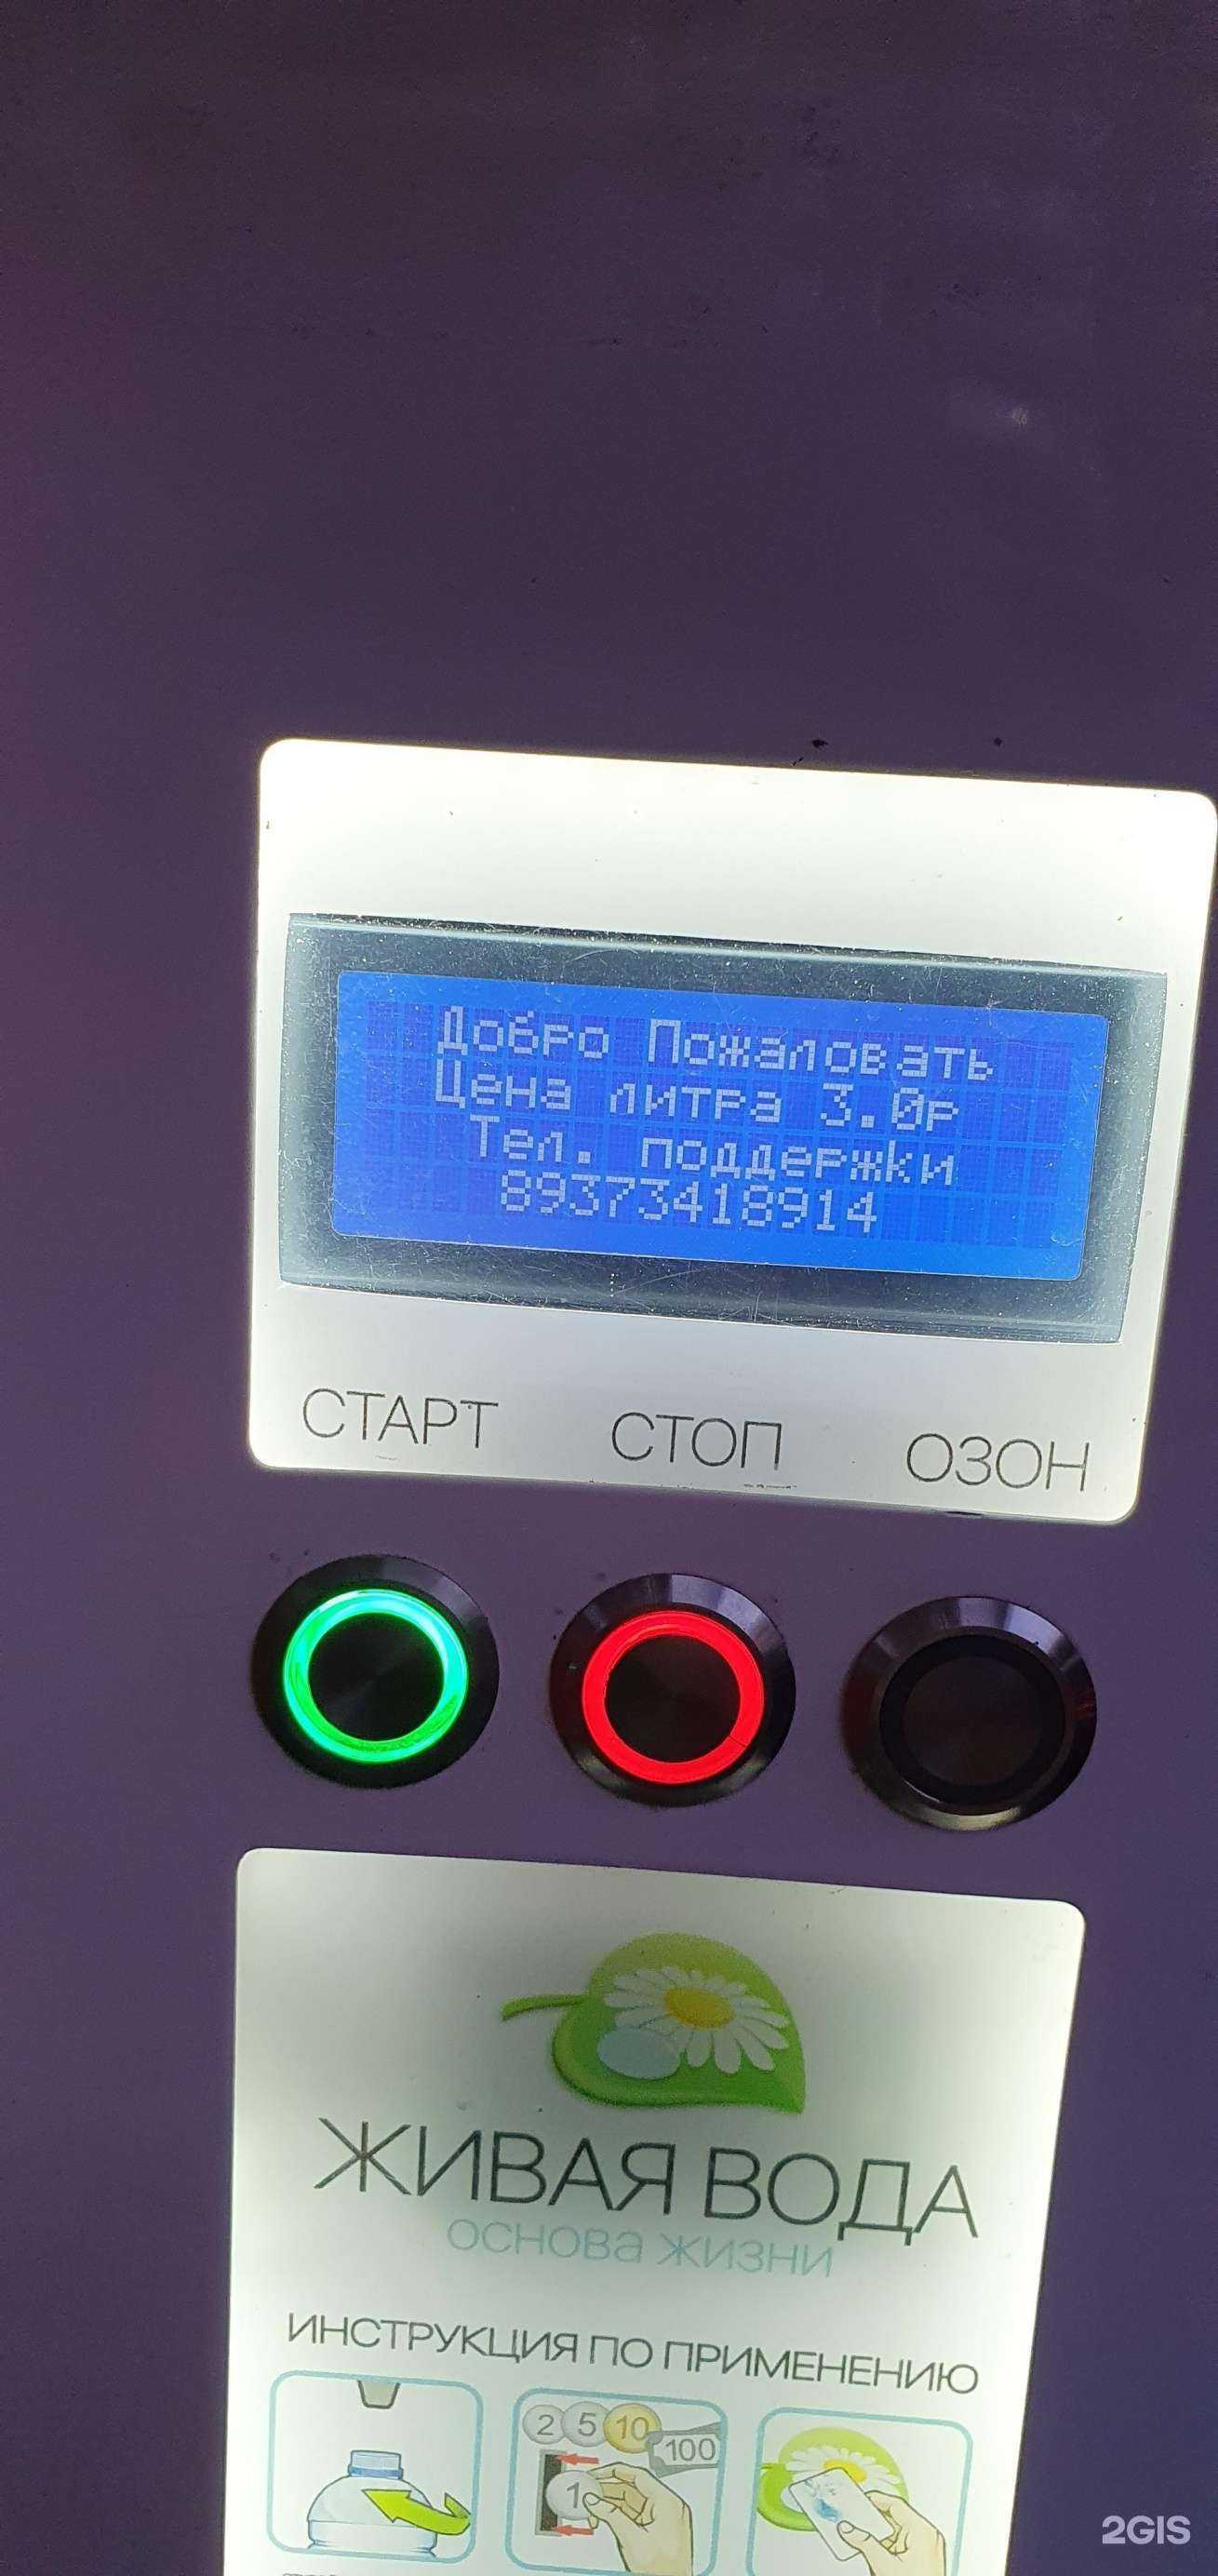 Добро Пожаловать
Цена литра 3.0р
Тел. поддержки
89373418914
СТАРТ СТОП ОЗОН
ЖИВАЯ ВОДА
основа жизни
ИНСТРУКЦИЯ ПО ПРИМЕНЕНИЮ
2 5 10 100
1
2GIS